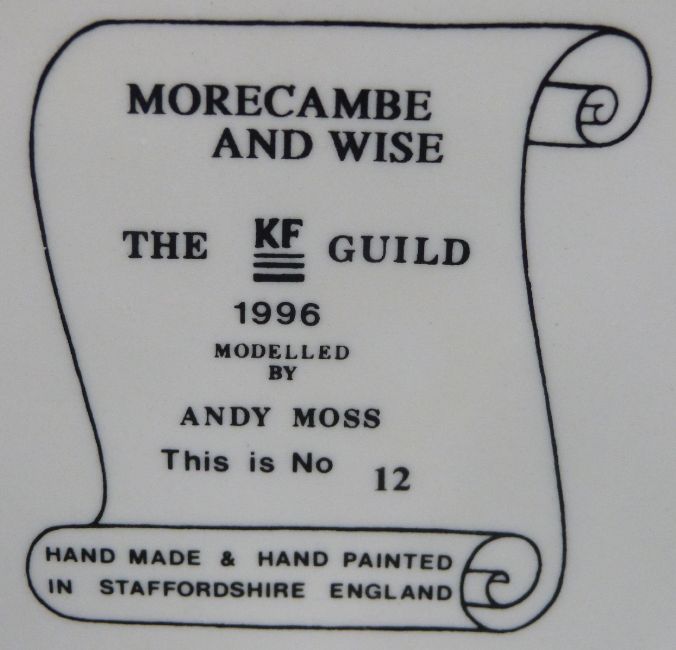 MORECAMBE
AND WISE
THE KF GUILD
1996
MODELLED
BY
ANDY MOSS
This is No 12
HAND MADE & HAND PAINTED
IN STAFFORDSHIRE ENGLAND